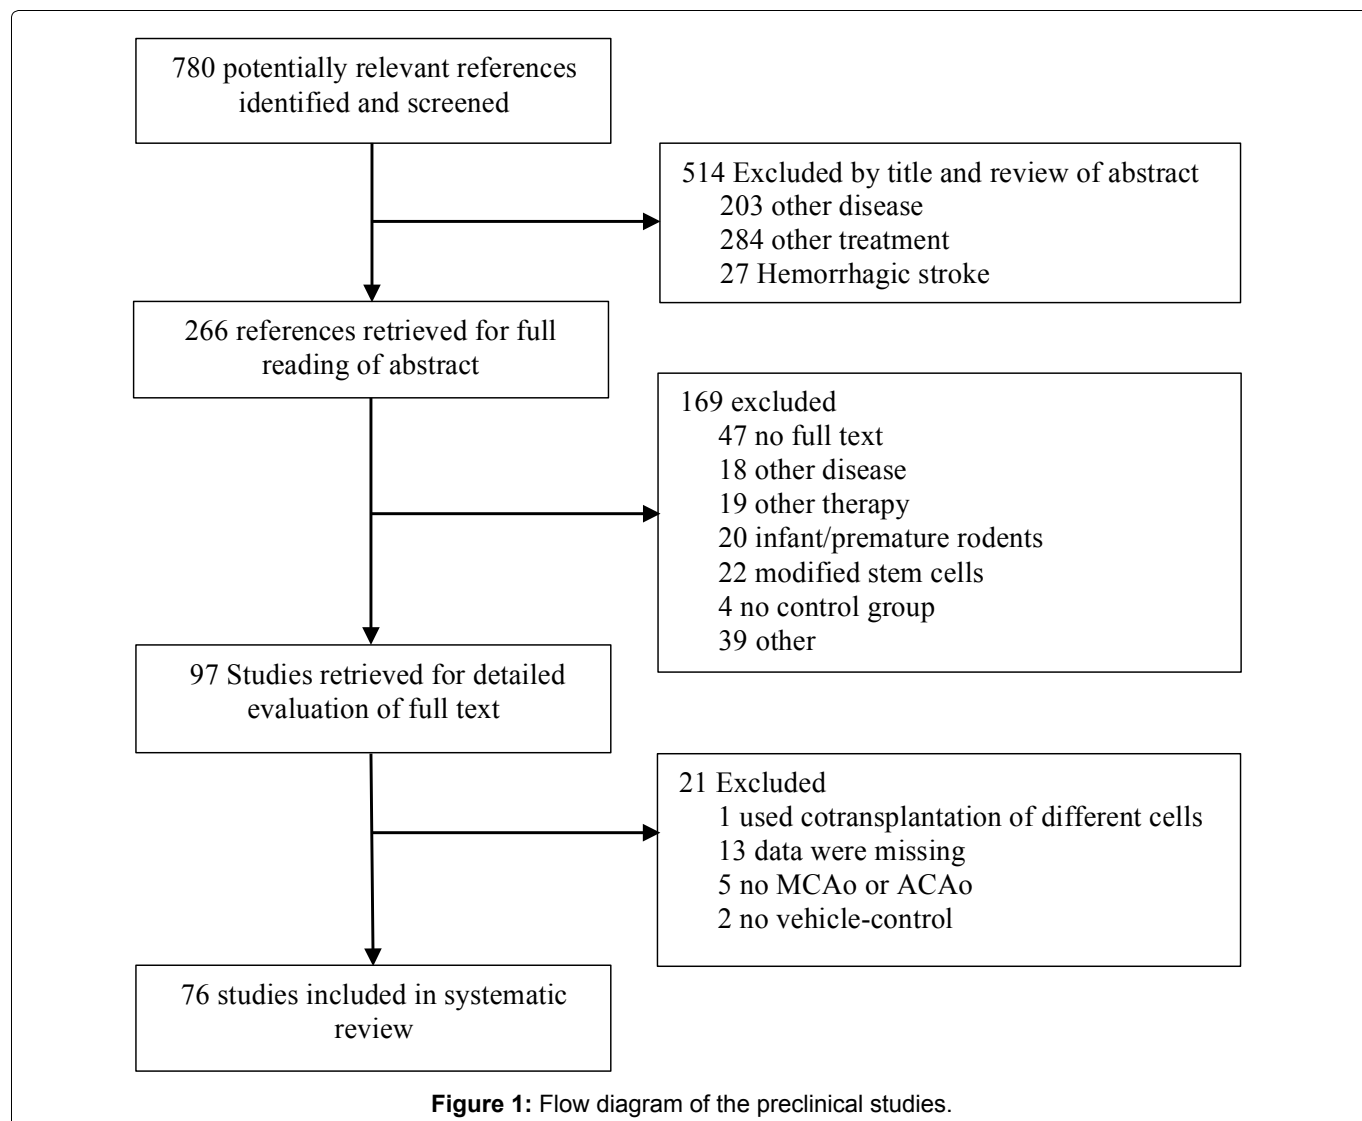 780 potentially relevant references
identified and screened
514 Excluded by title and review of abstract
203 other disease
284 other treatment
27 Hemorrhagic stroke
266 references retrieved for full
reading of abstract
169 excluded
47 no full text
18 other disease
19 other therapy
20 infant/premature rodents
22 modified stem cells
4 no control group
39 other
97 Studies retrieved for detailed
evaluation of full text
21 Excluded
1 used cotransplantation of different cells
13 data were missing
5 no MCAo or ACAo
2 no vehicle-control
76 studies included in systematic
review
Figure 1: Flow diagram of the preclinical studies.